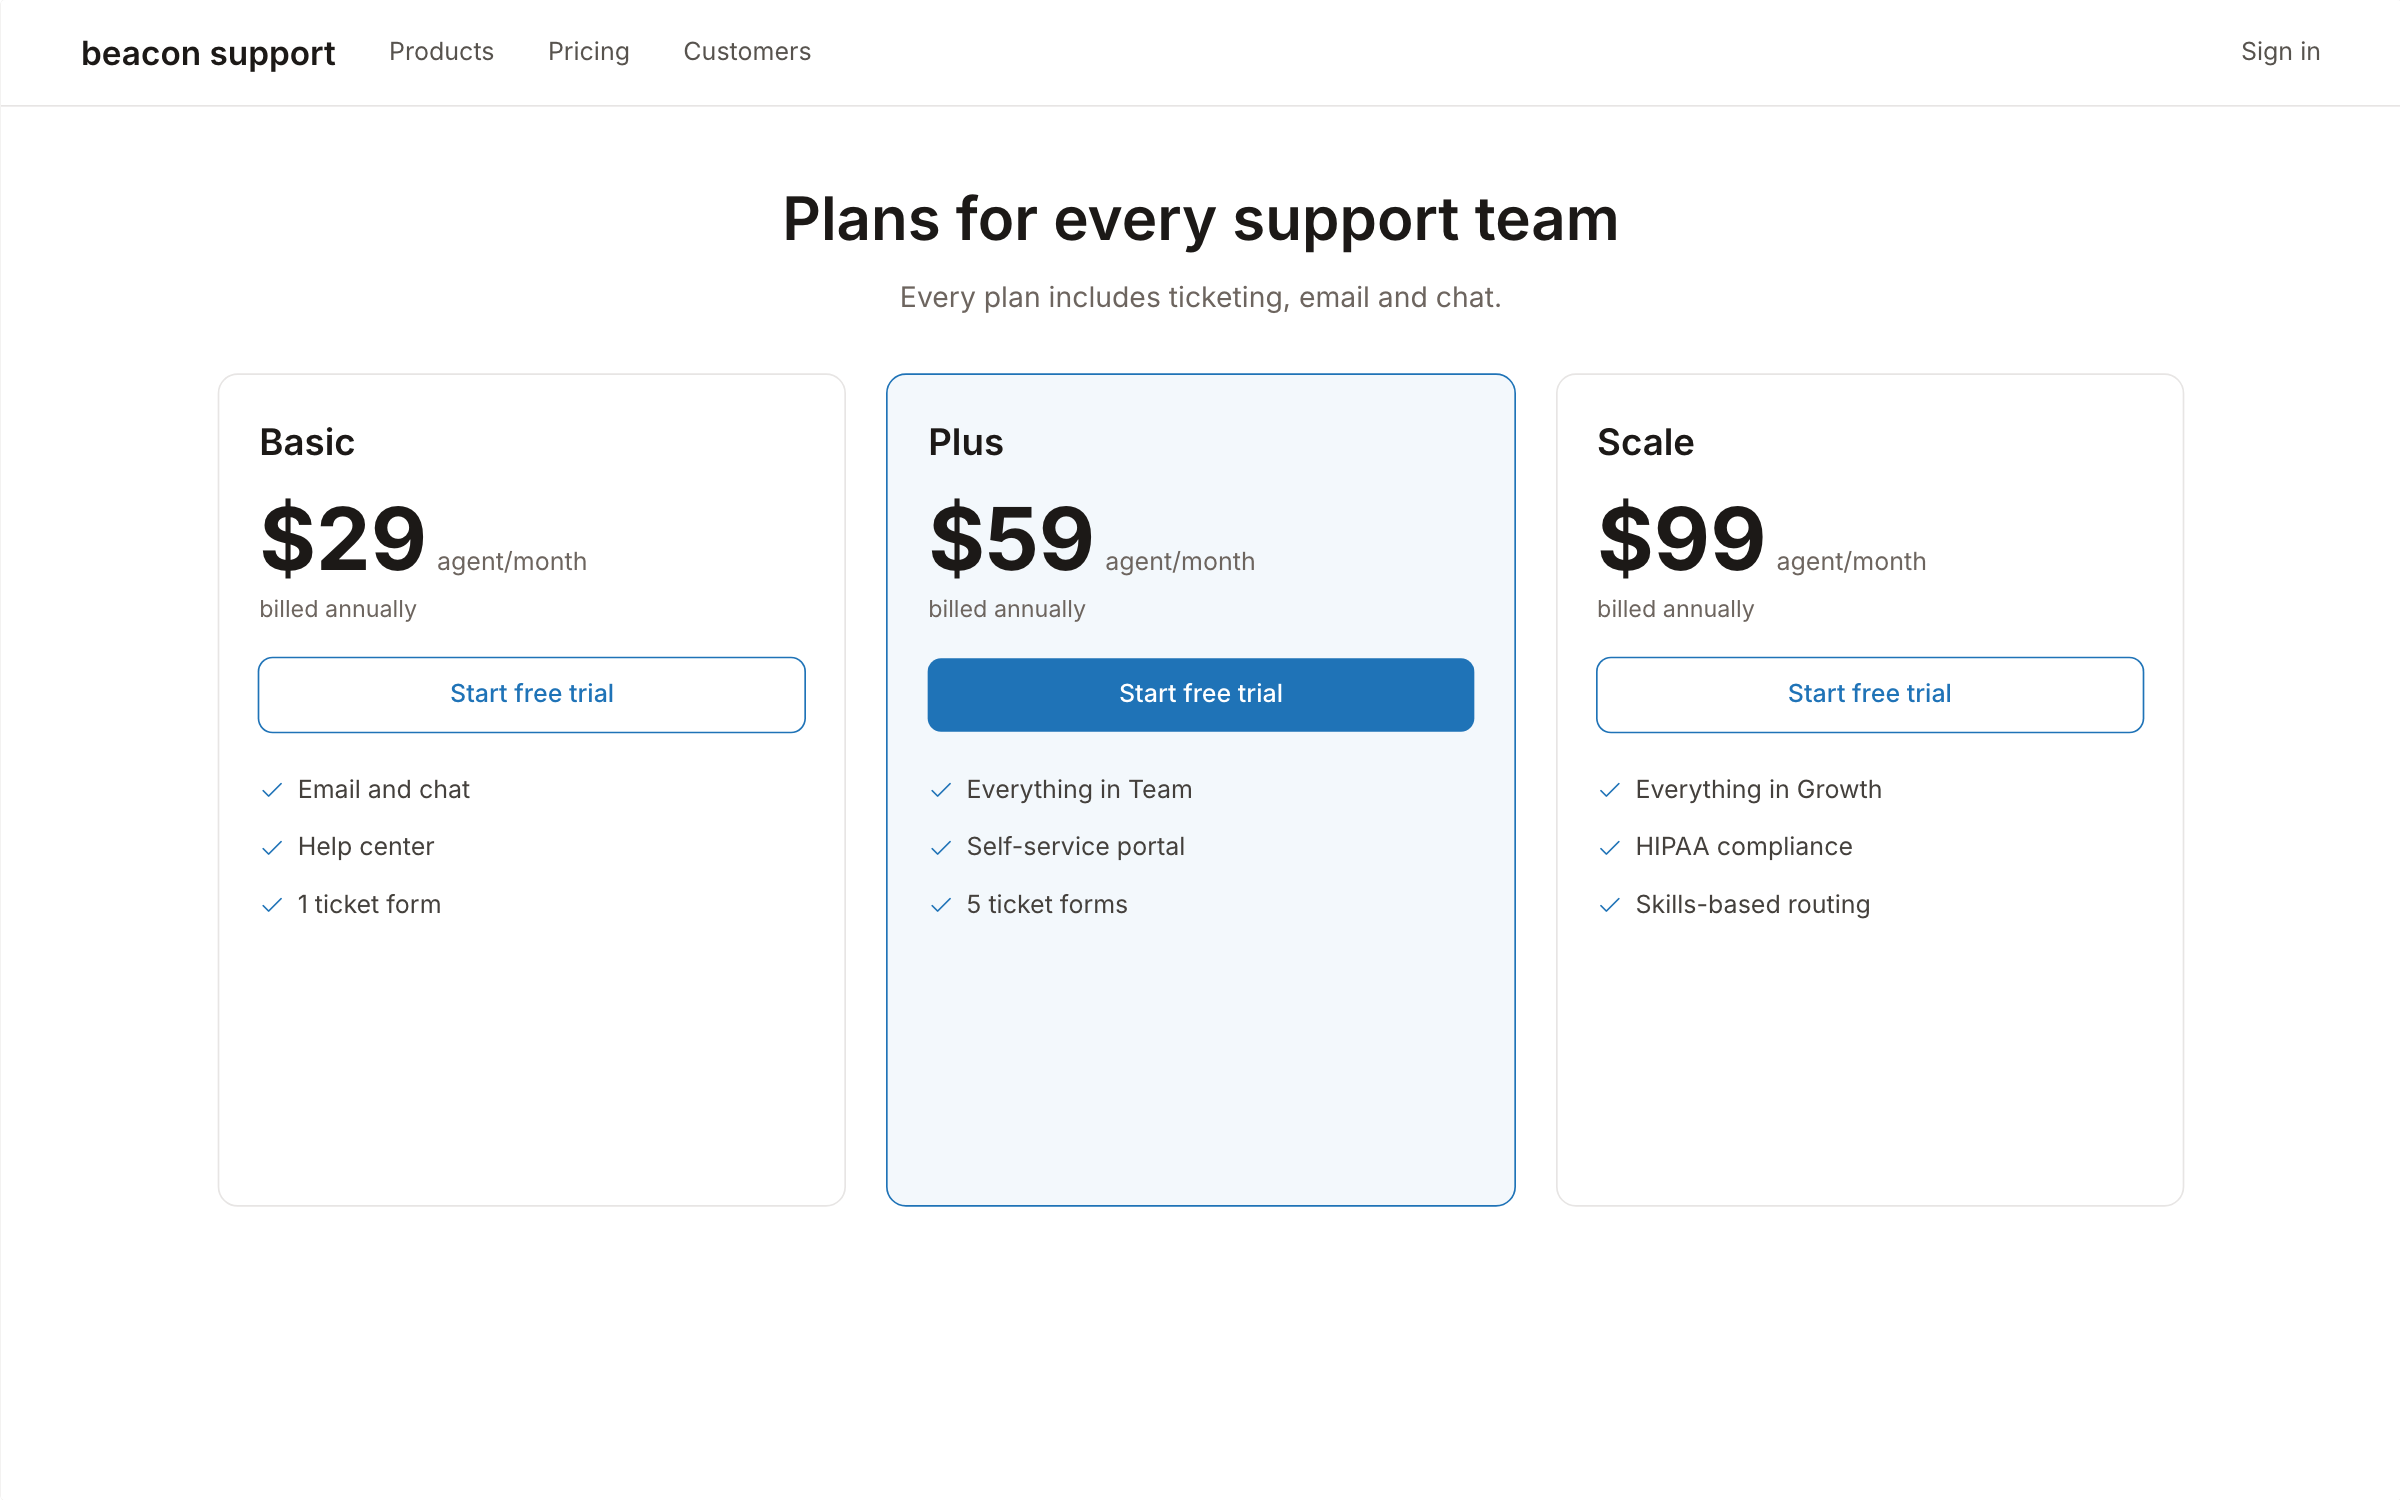 beacon support
Products
Pricing
Customers
Sign in
Plans for every support team
Every plan includes ticketing, email and chat.
Basic
$29 agent/month
billed annually
Start free trial
Email and chat
Help center
1 ticket form
Plus
$59 agent/month
billed annually
Start free trial
Everything in Team
Self-service portal
5 ticket forms
Scale
$99 agent/month
billed annually
Start free trial
Everything in Growth
HIPAA compliance
Skills-based routing